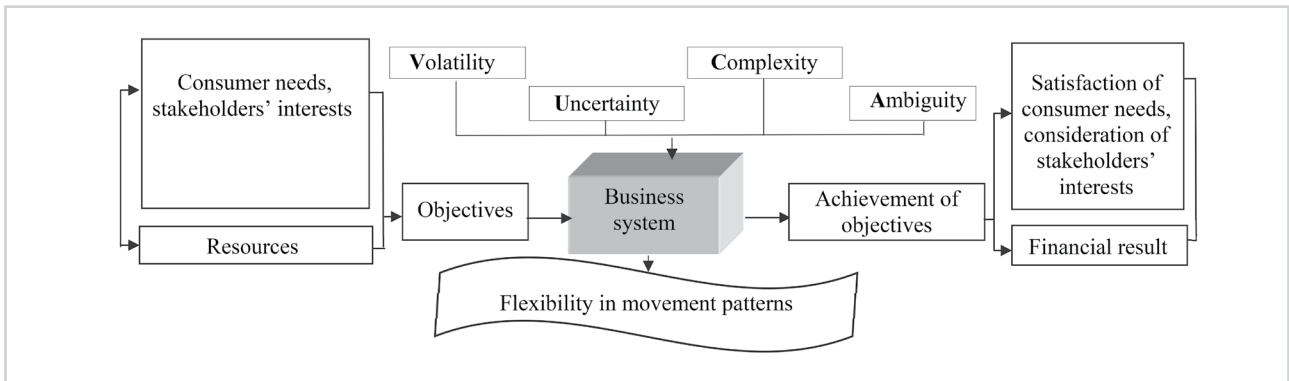 Consumer needs,
stakeholders’ interests
Resources
Volatility
Uncertainty
Complexity
Ambiguity
Objectives
Business
system
Flexibility in movement patterns
Achievement of
objectives
Satisfaction of
consumer needs,
consideration of
stakeholders’
interests
Financial result